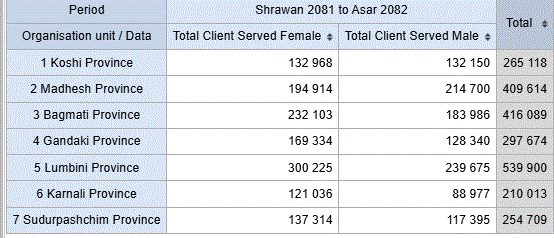 Period Shrawan 2081 to Asar 2082 Total
Organisation unit / Data Total Client Served Female Total Client Served Male
1 Koshi Province 132 968 132 150 265 118
2 Madhesh Province 194 914 214 700 409 614
3 Bagmati Province 232 103 183 986 416 089
4 Gandaki Province 169 334 128 340 297 674
5 Lumbini Province 300 225 239 675 539 900
6 Karnali Province 121 036 88 977 210 013
7 Sudurpashchim Province 137 314 117 395 254 709